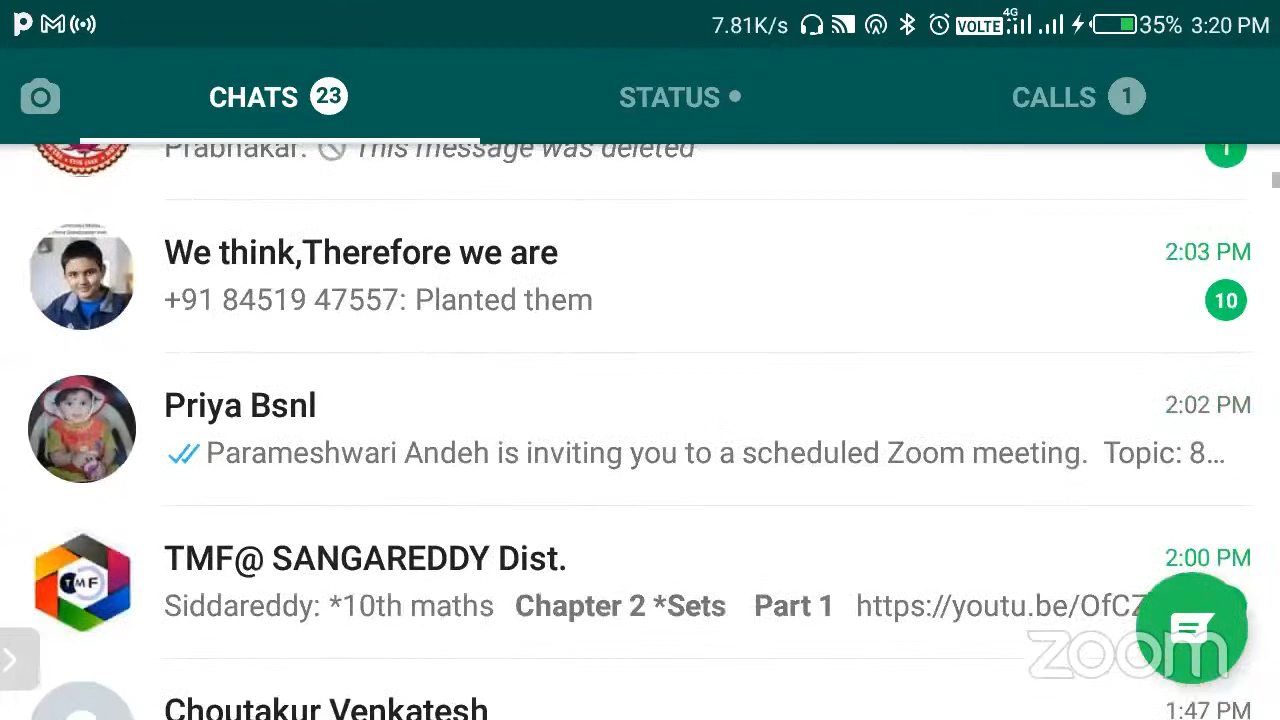 7.81K/s 4G VOLTE 35% 3:20 PM
CHATS 23 STATUS CALLS 1
Prabhakar: This message was deleted 1
We think,Therefore we are 2:03 PM
+91 84519 47557: Planted them 10
Priya Bsnl 2:02 PM
Parameshwari Andeh is inviting you to a scheduled Zoom meeting. Topic: 8...
TMF
TMF@ SANGAREDDY Dist. 2:00 PM
Siddareddy: *10th maths Chapter 2 *Sets Part 1 https://youtu.be/OfCZ
zoom
Choutakur Venkatesh 1:47 PM